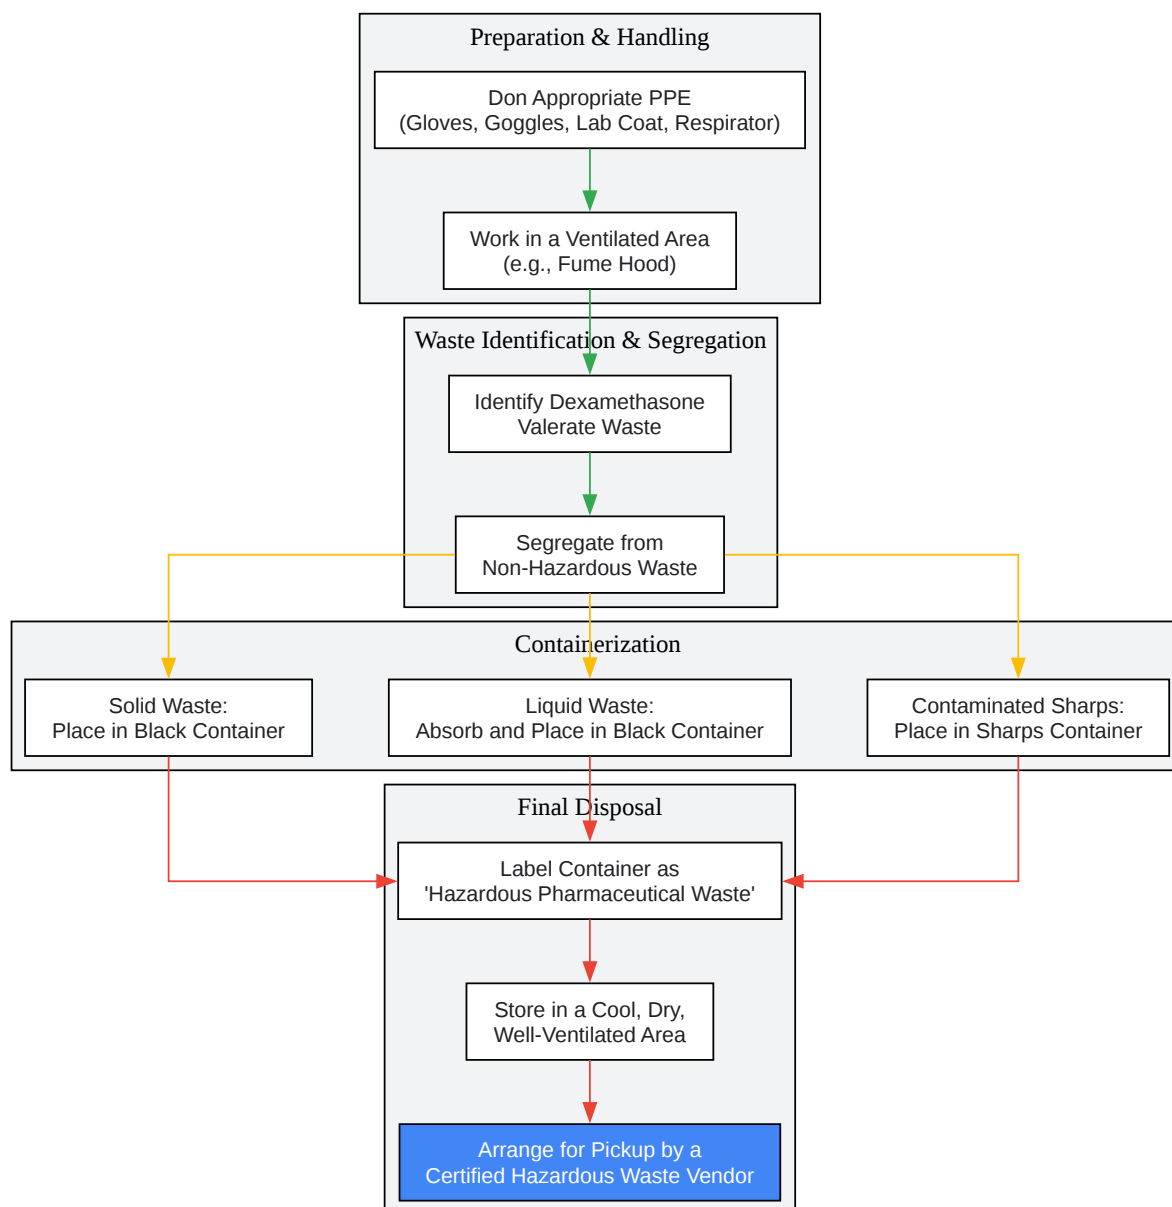 Preparation & Handling
Don Appropriate PPE
(Gloves, Goggles, Lab Coat, Respirator)
Work in a Ventilated Area
(e.g., Fume Hood)
Waste Identification & Segregation
Identify Dexamethasone
Valerate Waste
Segregate from
Non-Hazardous Waste
Containerization
Solid Waste:
Place in Black Container
Liquid Waste:
Absorb and Place in Black Container
Contaminated Sharps:
Place in Sharps Container
Final Disposal
Label Container as
'Hazardous Pharmaceutical Waste'
Store in a Cool, Dry,
Well-Ventilated Area
Arrange for Pickup by a
Certified Hazardous Waste Vendor